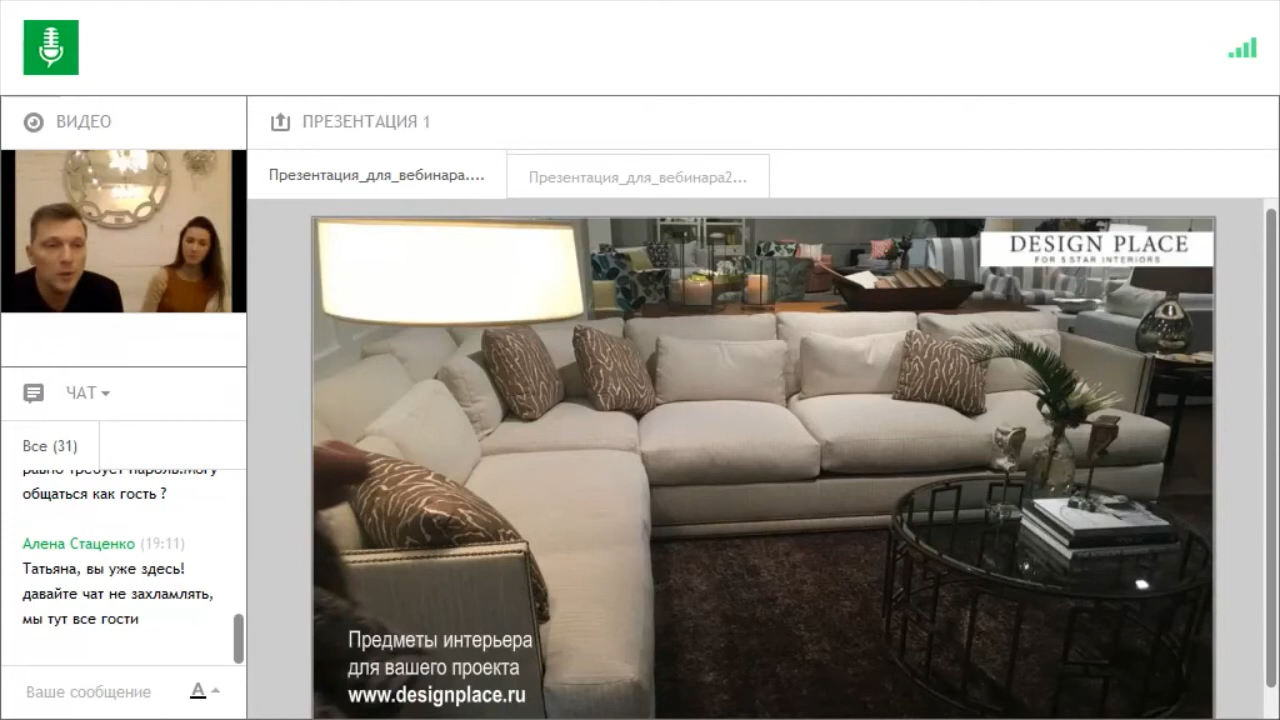 ВИДЕО
ПРЕЗЕНТАЦИЯ 1
Презентация_для_вебинара....
Презентация_для_вебинара2...
DESIGN PLACE
FOR 5 STAR INTERIORS
ЧАТ
Все (31)
равно требует пароль.Могу
общаться как гость ?
Алена Стаценко (19:11)
Татьяна, вы уже здесь!
давайте чат не захламлять,
мы тут все гости
Ваше сообщение
A
Предметы интерьера
для вашего проекта
www.designplace.ru